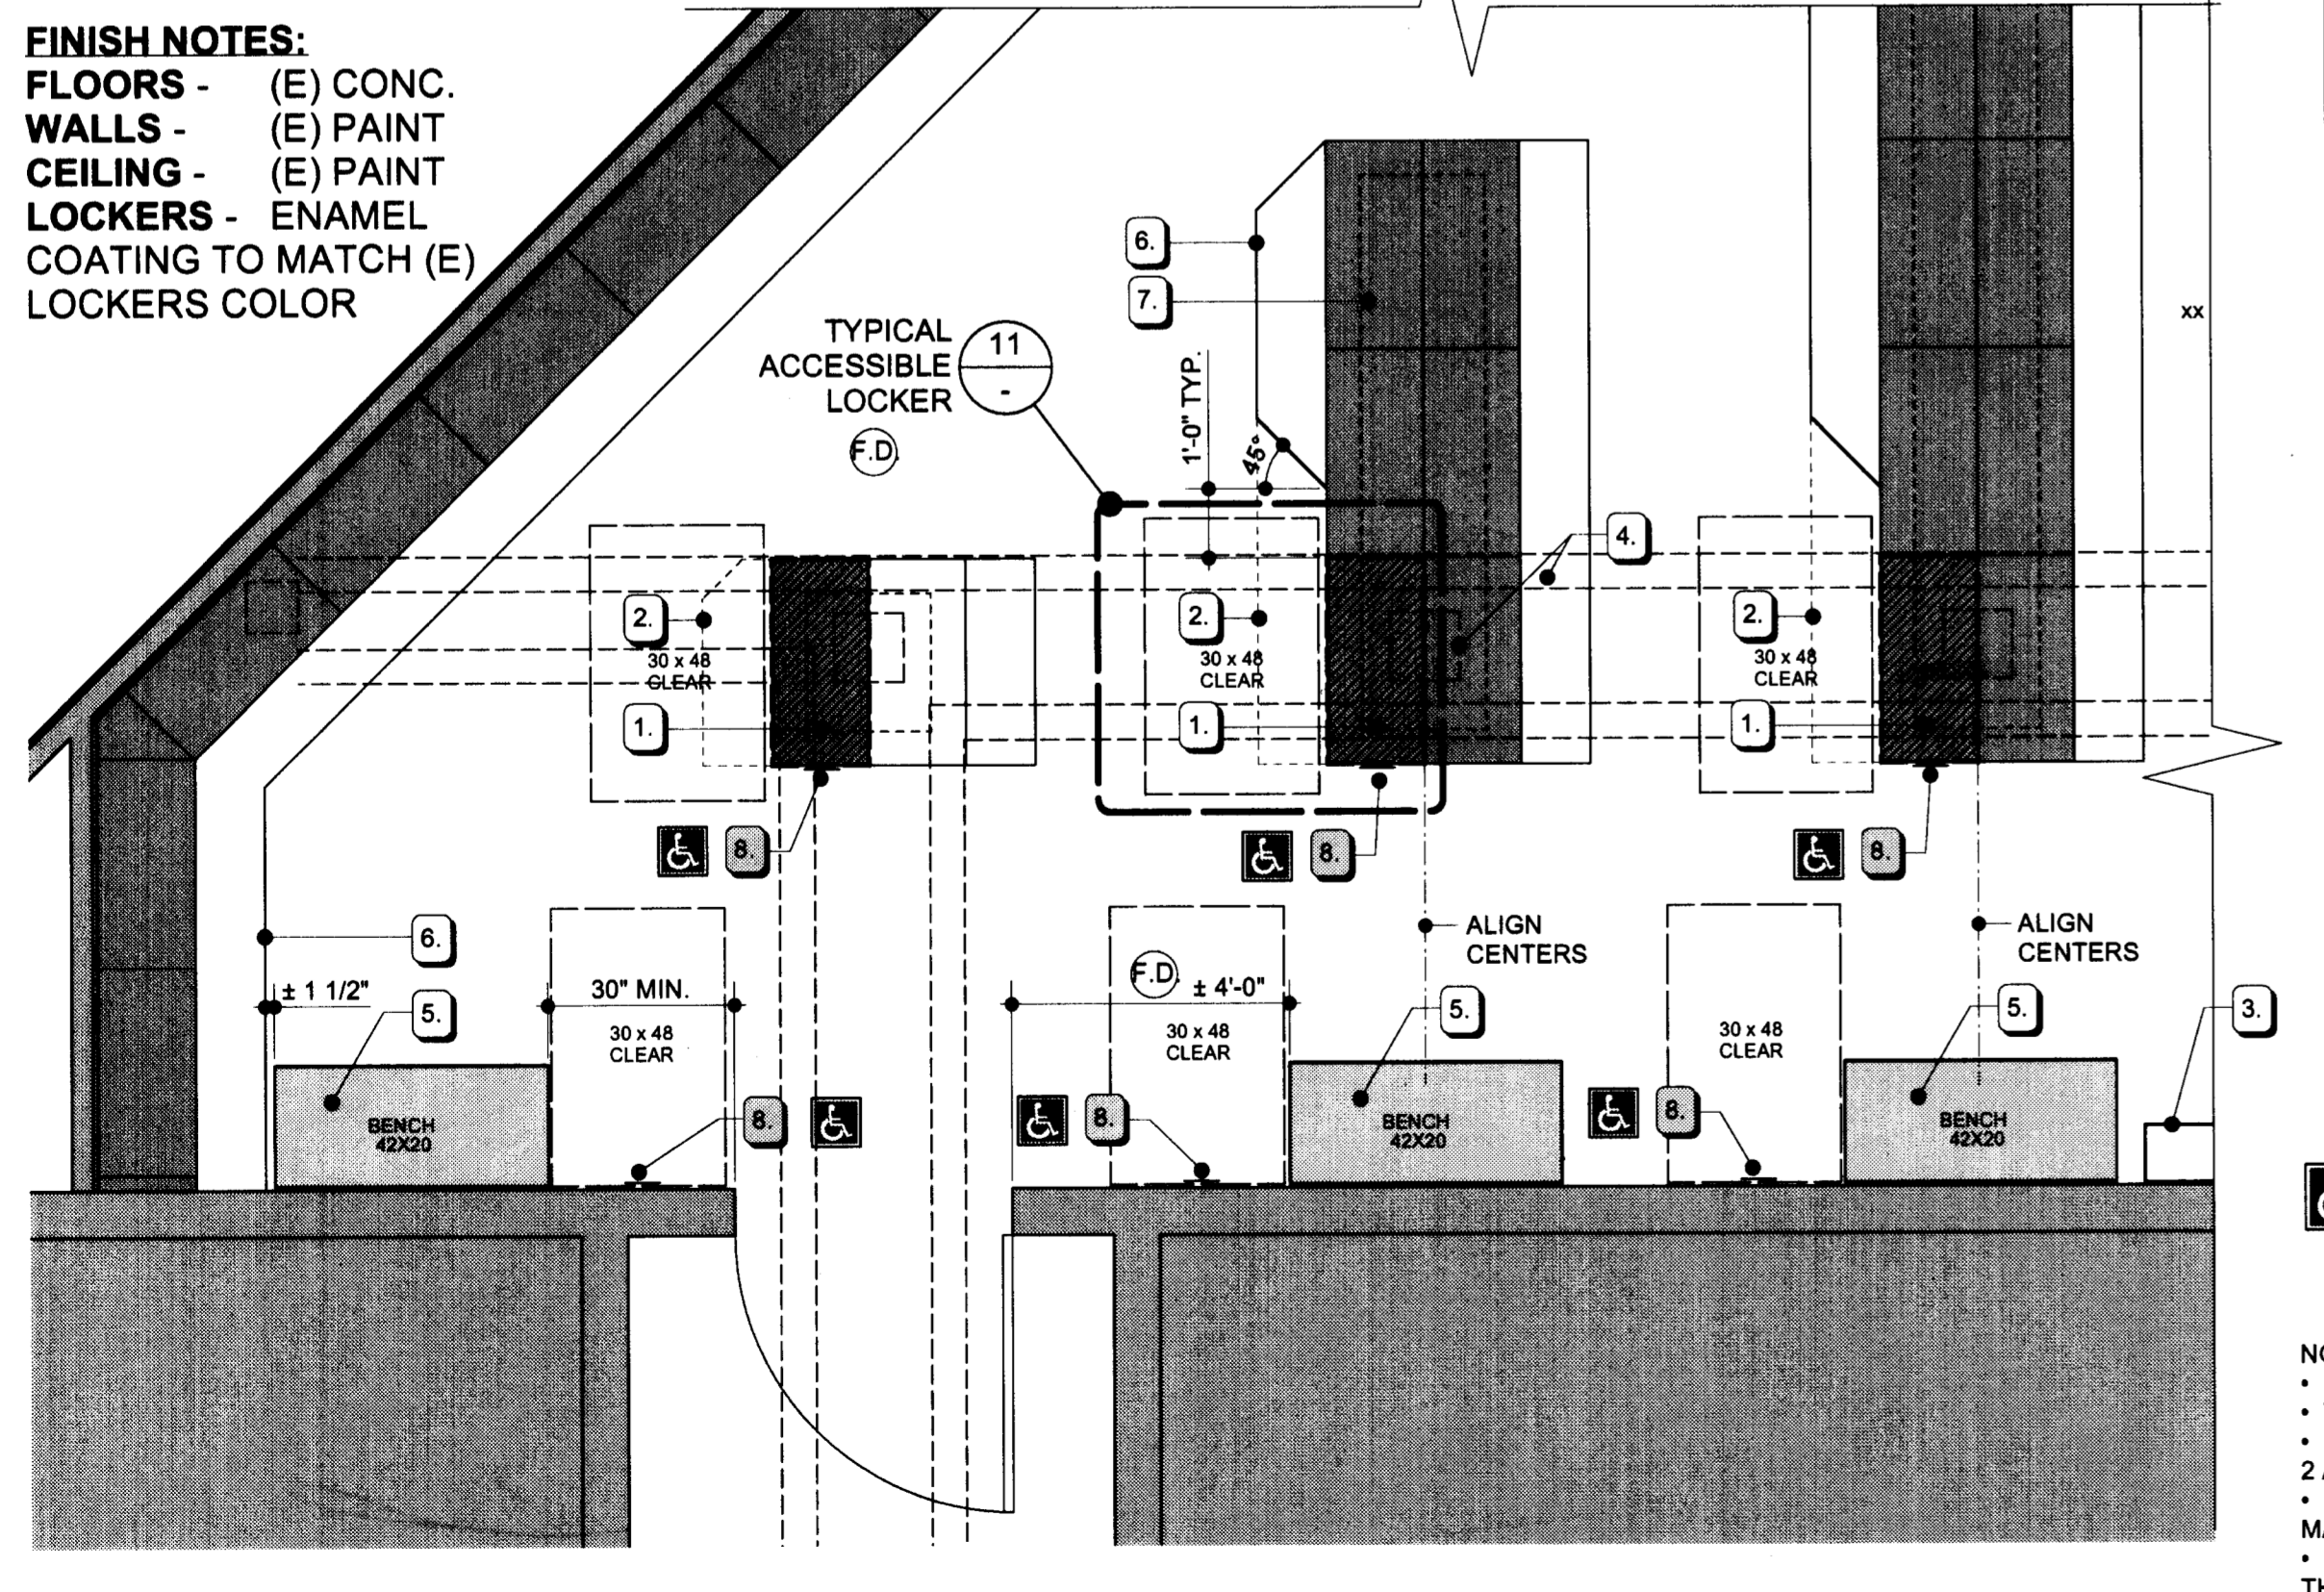 FINISH NOTES:
FLOORS - (E) CONC.
WALLS - (E) PAINT
CEILING - (E) PAINT
LOCKERS - ENAMEL
COATING TO MATCH (E)
LOCKERS COLOR
TYPICAL
ACCESSIBLE
LOCKER
11
-
F.D.
6.
7.
1'-0" TYP.
45°
xx
4.
2.
30 x 48
CLEAR
1.
2.
30 x 48
CLEAR
1.
2.
30 x 48
CLEAR
1.
8.
8.
8.
6.
± 1 1/2"
5.
30" MIN.
30 x 48
CLEAR
F.D.
± 4'-0"
30 x 48
CLEAR
ALIGN
CENTERS
5.
30 x 48
CLEAR
ALIGN
CENTERS
5.
3.
BENCH
42X20
8.
8.
BENCH
42X20
8.
BENCH
42X20
2